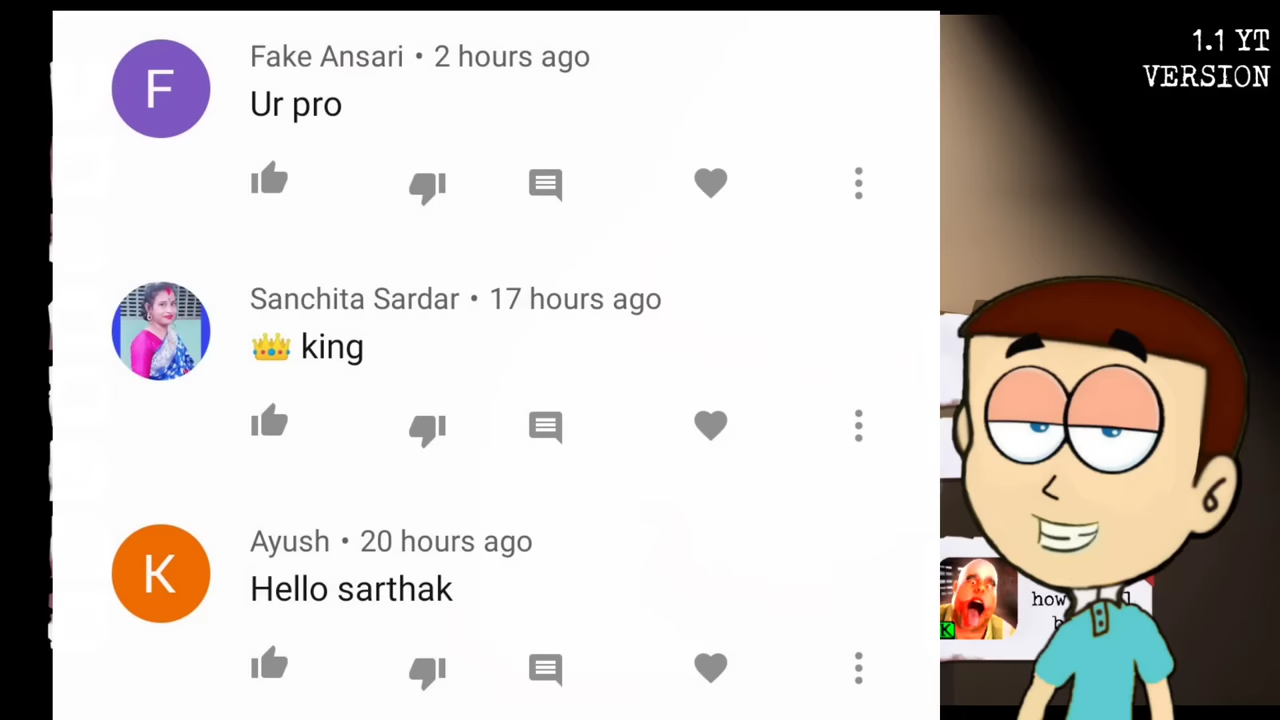 1.1 YT
VERSION
F
Fake Ansari • 2 hours ago
Ur pro
Sanchita Sardar • 17 hours ago
👑 king
K
Ayush • 20 hours ago
Hello sarthak
how
K